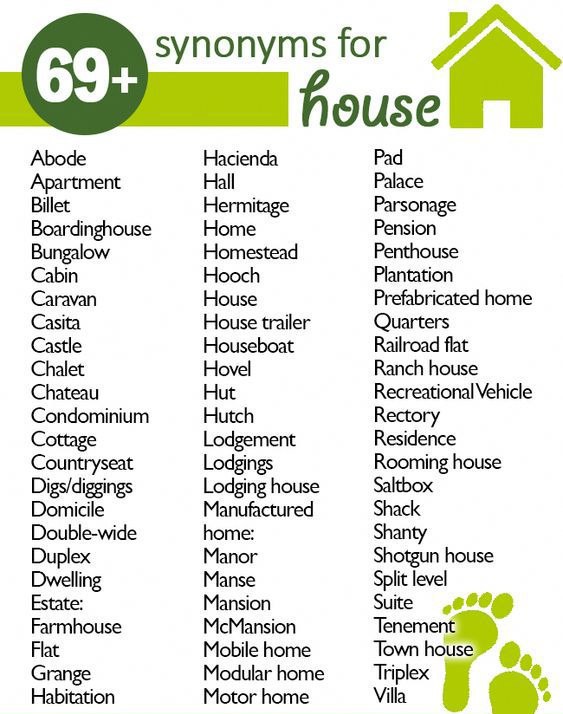 69+
synonyms for
house
Abode
Apartment
Billet
Boardinghouse
Bungalow
Cabin
Caravan
Casita
Castle
Chalet
Chateau
Condominium
Cottage
Countryseat
Digs/diggings
Domicile
Double-wide
Duplex
Dwelling
Estate:
Farmhouse
Flat
Grange
Habitation
Hacienda
Hall
Hermitage
Home
Homestead
Hooch
House
House trailer
Houseboat
Hovel
Hut
Hutch
Lodgement
Lodgings
Lodging house
Manufactured
home:
Manor
Manse
Mansion
McMansion
Mobile home
Modular home
Motor home
Pad
Palace
Parsonage
Pension
Penthouse
Plantation
Prefabricated home
Quarters
Railroad flat
Ranch house
Recreational Vehicle
Rectory
Residence
Rooming house
Saltbox
Shack
Shanty
Shotgun house
Split level
Suite
Tenement
Town house
Triplex
Villa